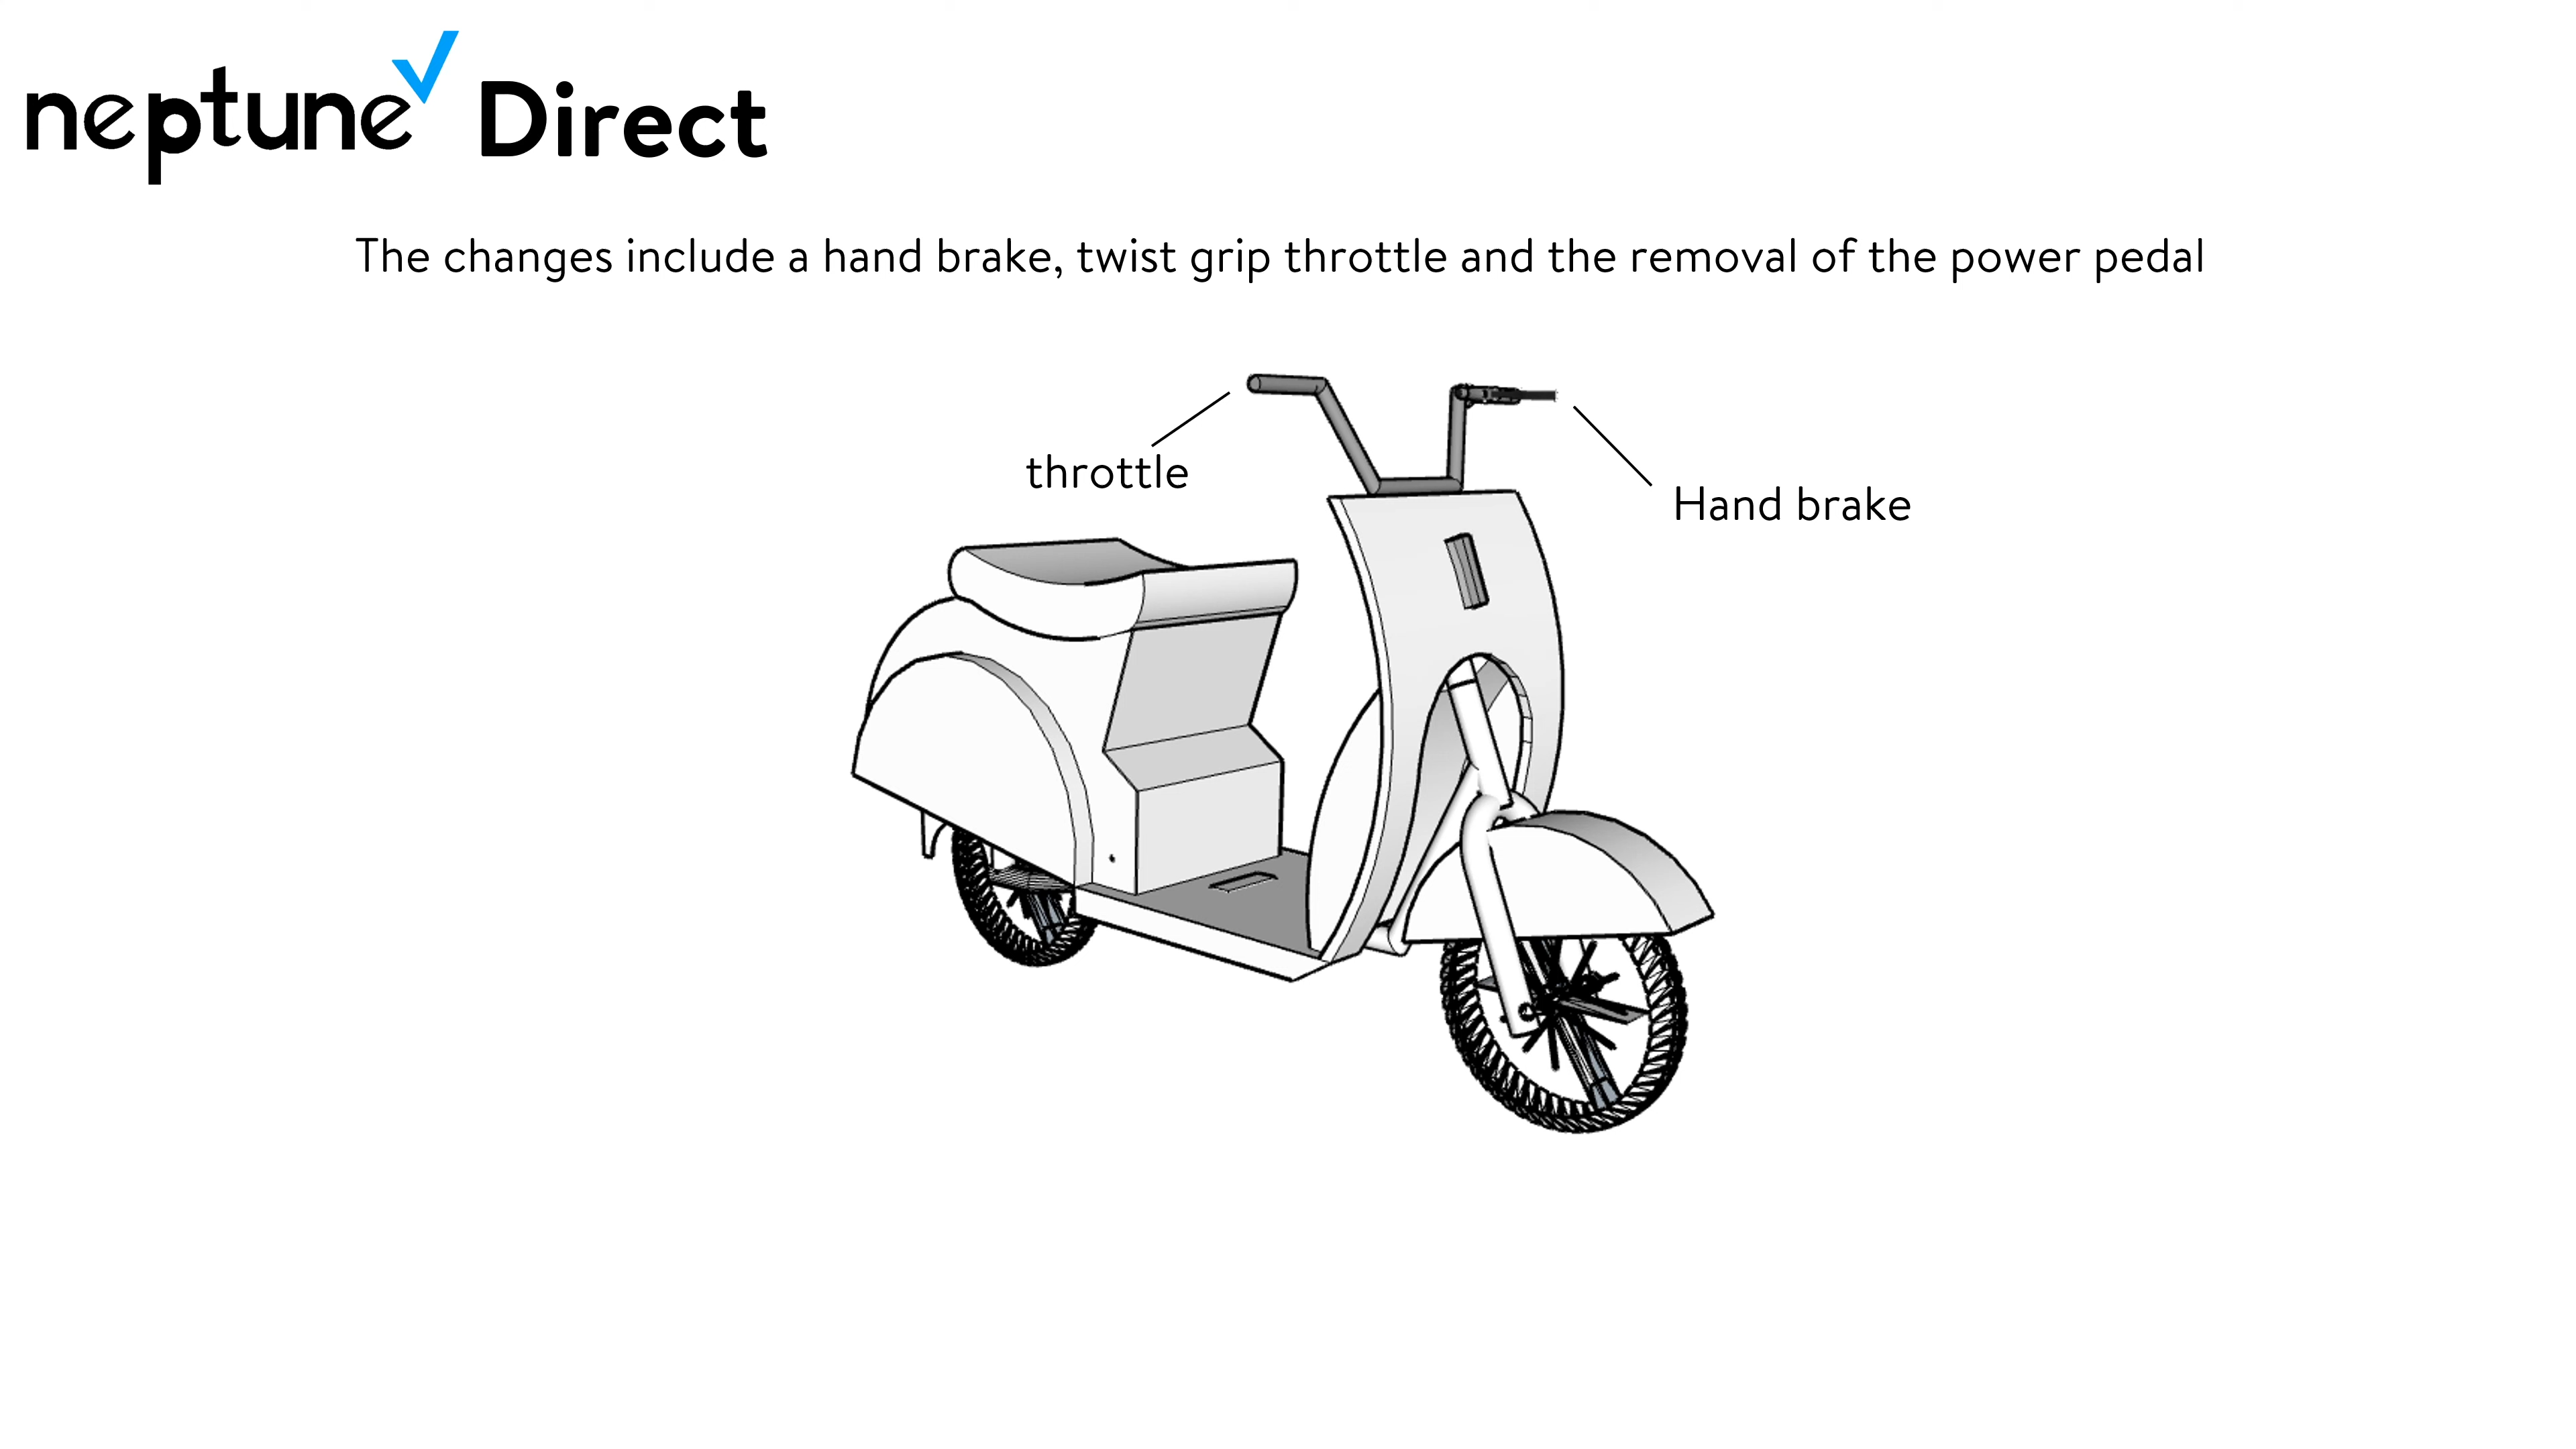 neptune Direct
The changes include a hand brake, twist grip throttle and the removal of the power pedal
throttle
Hand brake